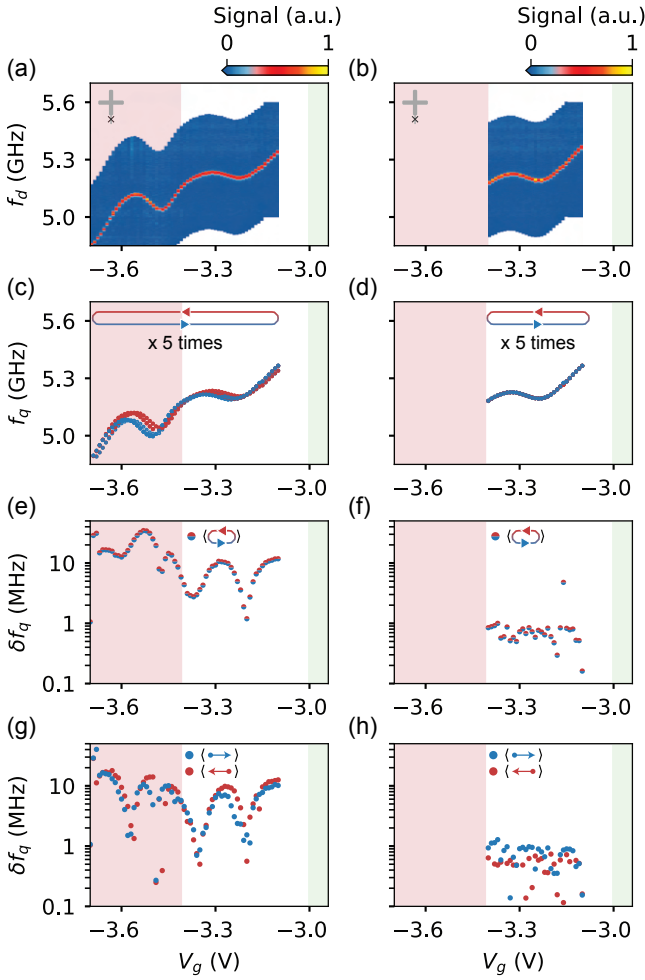 Signal (a.u.)
0 1
Signal (a.u.)
0 1
(a)
5.6
5.3
5.0
f_d (GHz)
−3.6 −3.3 −3.0
(b)
−3.6 −3.3 −3.0
(c)
5.6
5.3
5.0
f_q (GHz)
x 5 times
−3.6 −3.3 −3.0
(d)
x 5 times
−3.6 −3.3 −3.0
(e)
10
1
0.1
δf_q (MHz)
⟨ ⟩
−3.6 −3.3 −3.0
(f)
⟨ ⟩
−3.6 −3.3 −3.0
(g)
10
1
0.1
δf_q (MHz)
⟨ ⟩
⟨ ⟩
−3.6 −3.3 −3.0
V_g (V)
(h)
⟨ ⟩
⟨ ⟩
−3.6 −3.3 −3.0
V_g (V)